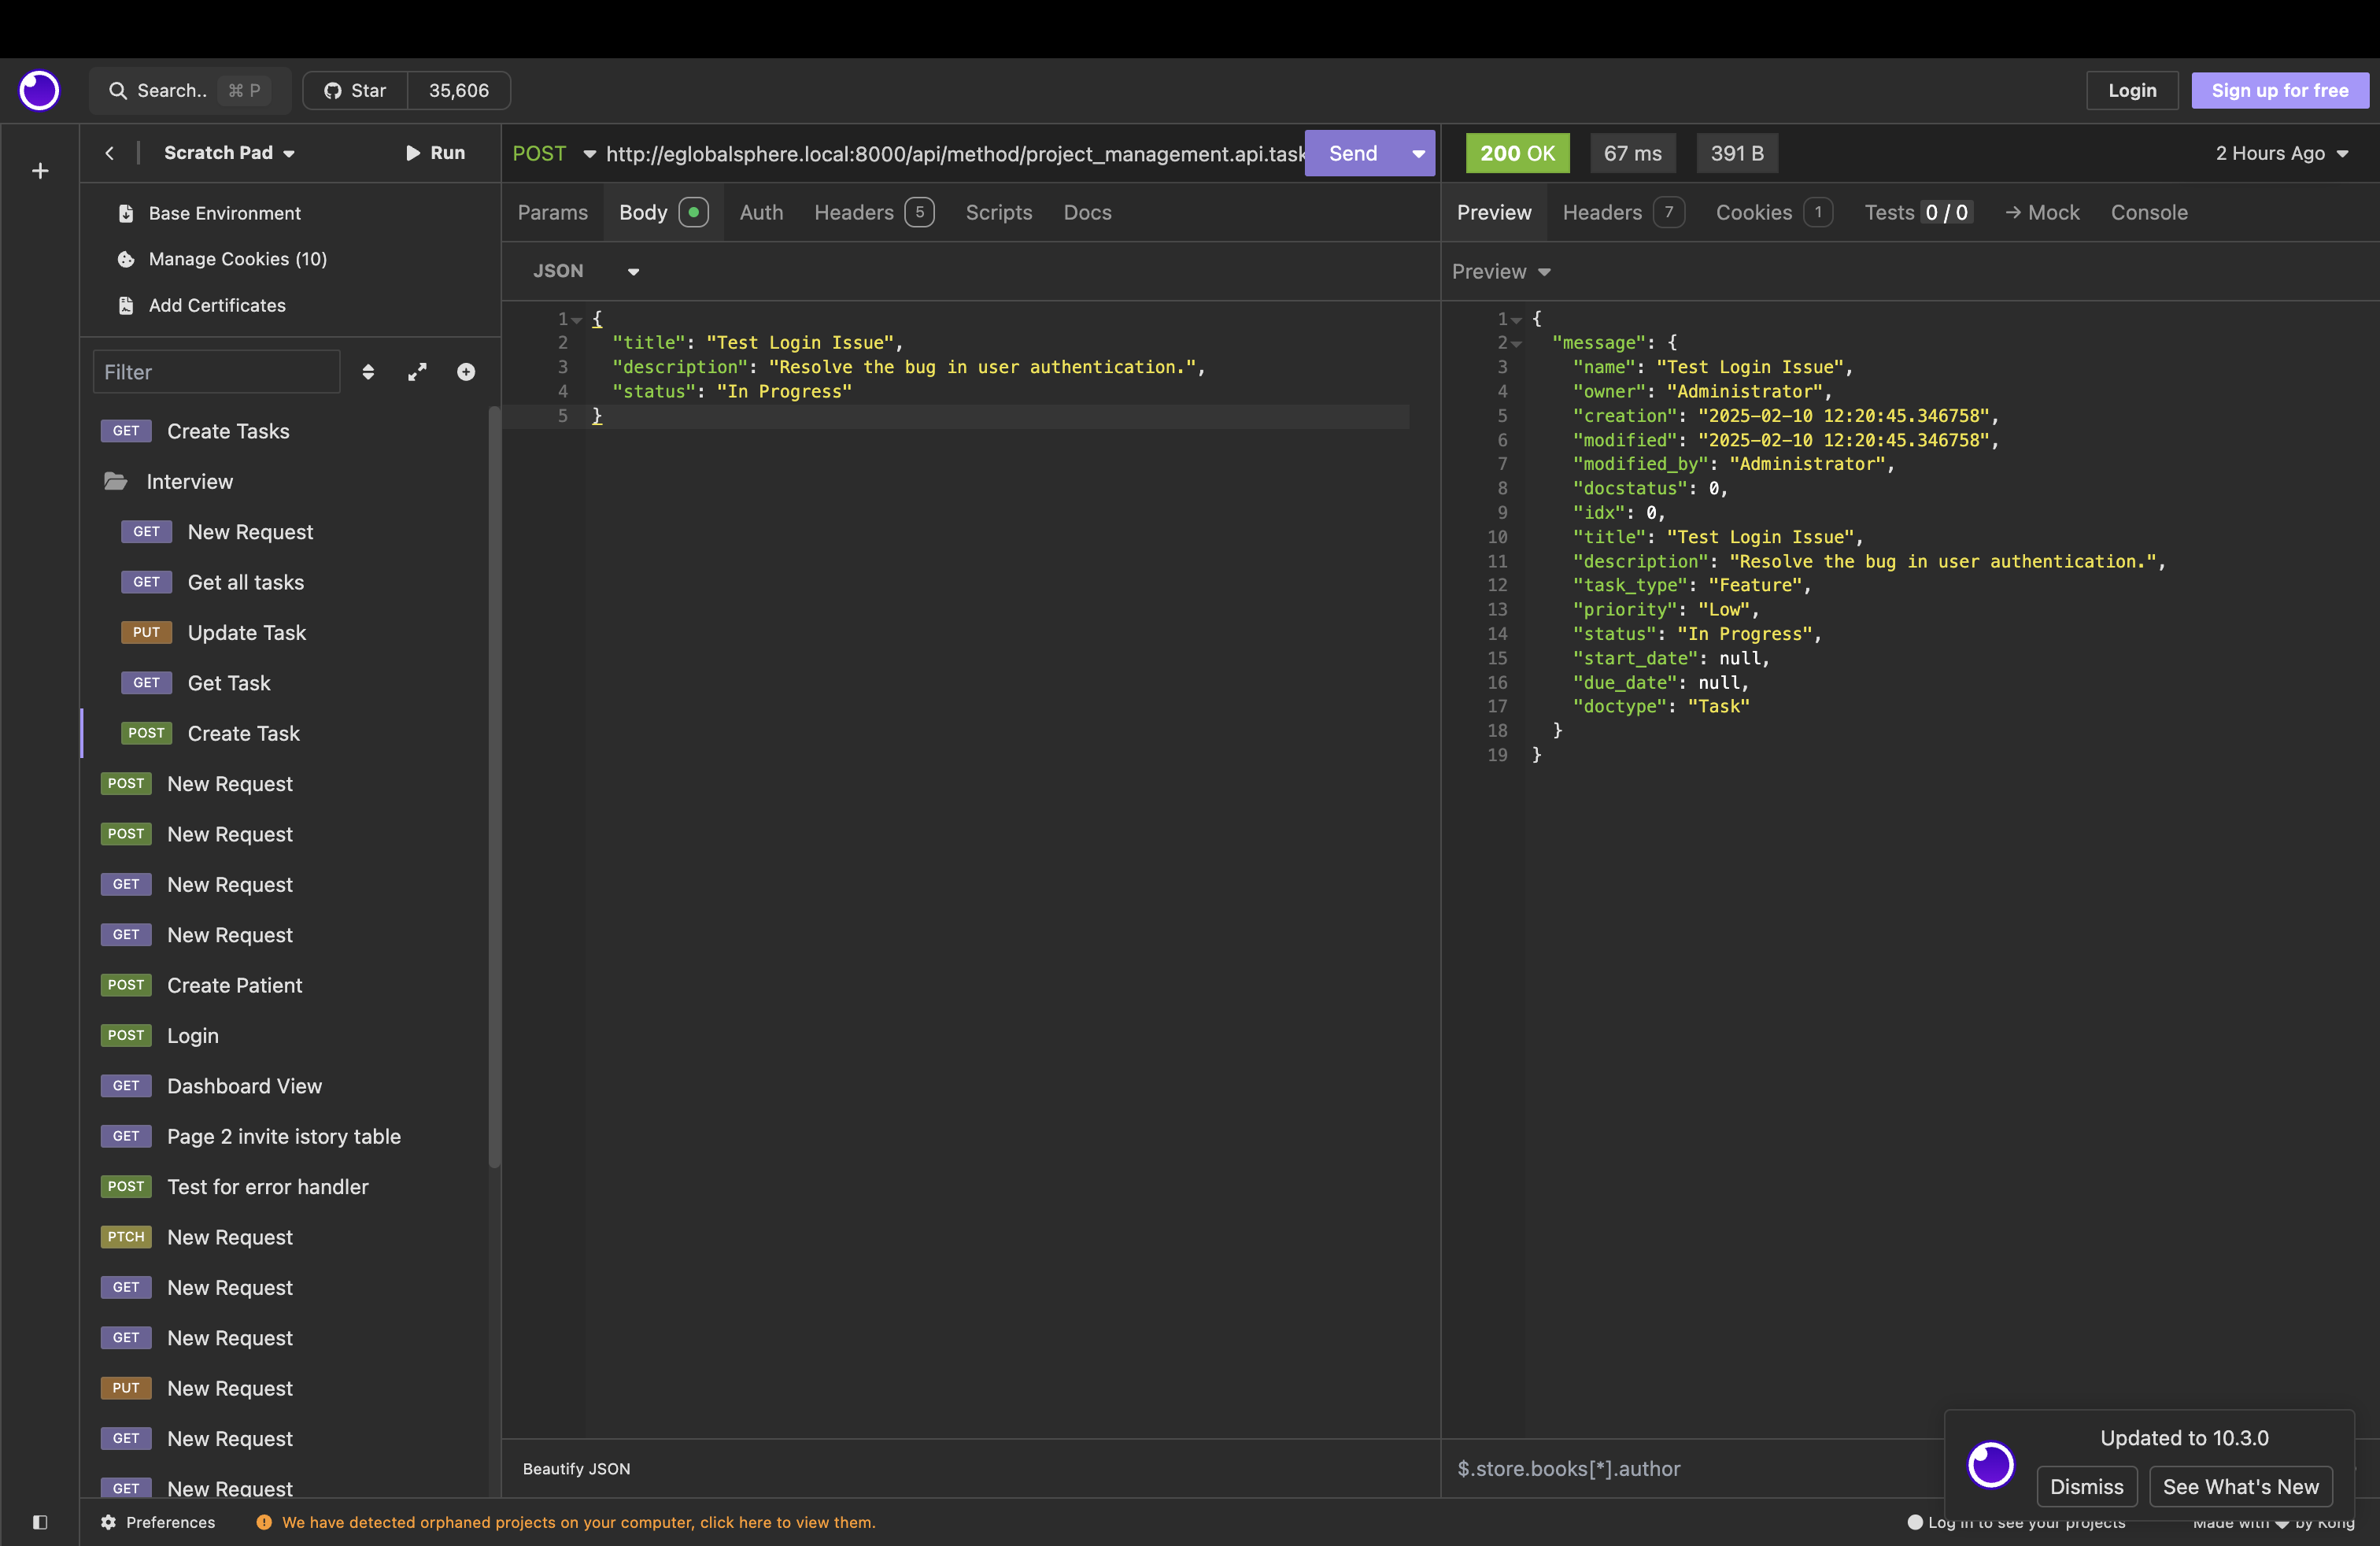 Search.. ⌘ P
Star 35,606
Login
Sign up for free
Scratch Pad
Run
Base Environment
Manage Cookies (10)
Add Certificates
Filter
GET Create Tasks
Interview
GET New Request
GET Get all tasks
PUT Update Task
GET Get Task
POST Create Task
POST New Request
POST New Request
GET New Request
GET New Request
POST Create Patient
POST Login
GET Dashboard View
GET Page 2 invite istory table
POST Test for error handler
PTCH New Request
GET New Request
GET New Request
PUT New Request
GET New Request
GET New Request
POST http://eglobalsphere.local:8000/api/method/project_management.api.task
Send
Params Body Auth Headers 5 Scripts Docs
JSON
1 {
2 "title": "Test Login Issue",
3 "description": "Resolve the bug in user authentication.",
4 "status": "In Progress"
5 }
Beautify JSON
200 OK 67 ms 391 B
2 Hours Ago
Preview Headers 7 Cookies 1 Tests 0 / 0 → Mock Console
Preview
1 {
2 "message": {
3 "name": "Test Login Issue",
4 "owner": "Administrator",
5 "creation": "2025-02-10 12:20:45.346758",
6 "modified": "2025-02-10 12:20:45.346758",
7 "modified_by": "Administrator",
8 "docstatus": 0,
9 "idx": 0,
10 "title": "Test Login Issue",
11 "description": "Resolve the bug in user authentication.",
12 "task_type": "Feature",
13 "priority": "Low",
14 "status": "In Progress",
15 "start_date": null,
16 "due_date": null,
17 "doctype": "Task"
18 }
19 }
$.store.books[*].author
Updated to 10.3.0
Dismiss
See What's New
Preferences
We have detected orphaned projects on your computer, click here to view them.
Log in to see your projects
Made with ❤ by Kong